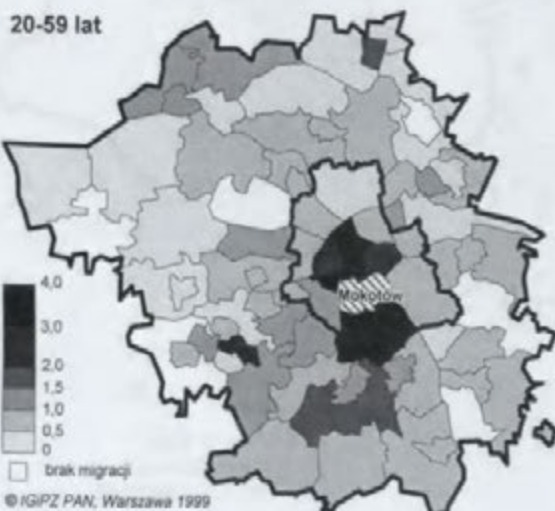 20-59 lat
Mokotów
4,0
3,0
2,0
1,5
1,0
0,5
0
brak migracji
© IGiPZ PAN, Warszawa 1999